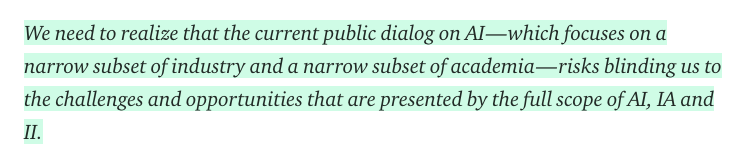 We need to realize that the current public dialog on AI—which focuses on a
narrow subset of industry and a narrow subset of academia—risks blinding us to
the challenges and opportunities that are presented by the full scope of AI, IA and
II.